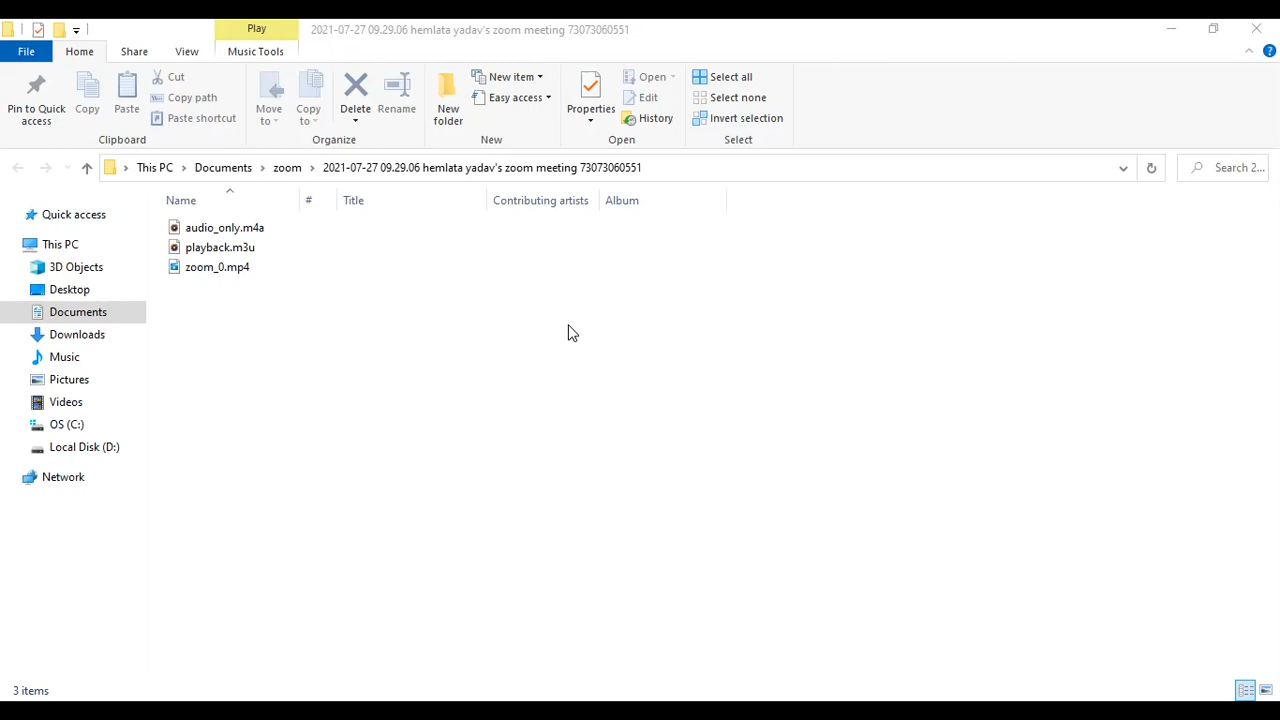 Play
2021-07-27 09.29.06 hemlata yadav's zoom meeting 73073060551
File
Home
Share
View
Music Tools
Pin to Quick access
Copy
Paste
Cut
Copy path
Paste shortcut
Clipboard
Move to
Copy to
Delete
Rename
Organize
New folder
New item
Easy access
New
Properties
Open
Edit
History
Open
Select all
Select none
Invert selection
Select
This PC > Documents > zoom > 2021-07-27 09.29.06 hemlata yadav's zoom meeting 73073060551
Search 2...
Name
#
Title
Contributing artists
Album
audio_only.m4a
playback.m3u
zoom_0.mp4
Quick access
This PC
3D Objects
Desktop
Documents
Downloads
Music
Pictures
Videos
OS (C:)
Local Disk (D:)
Network
3 items